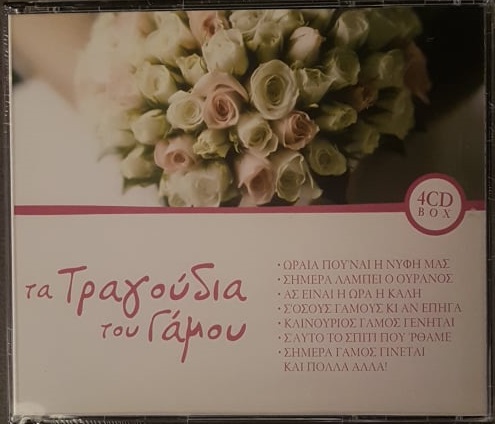 4CD
BOX
τα Τραγούδια
του Γάμου
• ΩΡΑΙΑ ΠΟΥ'ΝΑΙ Η ΝΥΦΗ ΜΑΣ
• ΣΗΜΕΡΑ ΛΑΜΠΕΙ Ο ΟΥΡΑΝΟΣ
• ΑΣ ΕΙΝΑΙ Η ΩΡΑ Η ΚΑΛΗ
• Σ'ΟΣΟΥΣ ΓΑΜΟΥΣ ΚΙ ΑΝ ΕΠΗΓΑ
• ΚΑΙΝΟΥΡΙΟΣ ΓΑΜΟΣ ΓΕΝΗΤΑΙ
• Σ'ΑΥΤΟ ΤΟ ΣΠΙΤΙ ΠΟΥ 'ΡΘΑΜΕ
• ΣΗΜΕΡΑ ΓΑΜΟΣ ΓΙΝΕΤΑΙ
ΚΑΙ ΠΟΛΛΑ ΑΛΛΑ!